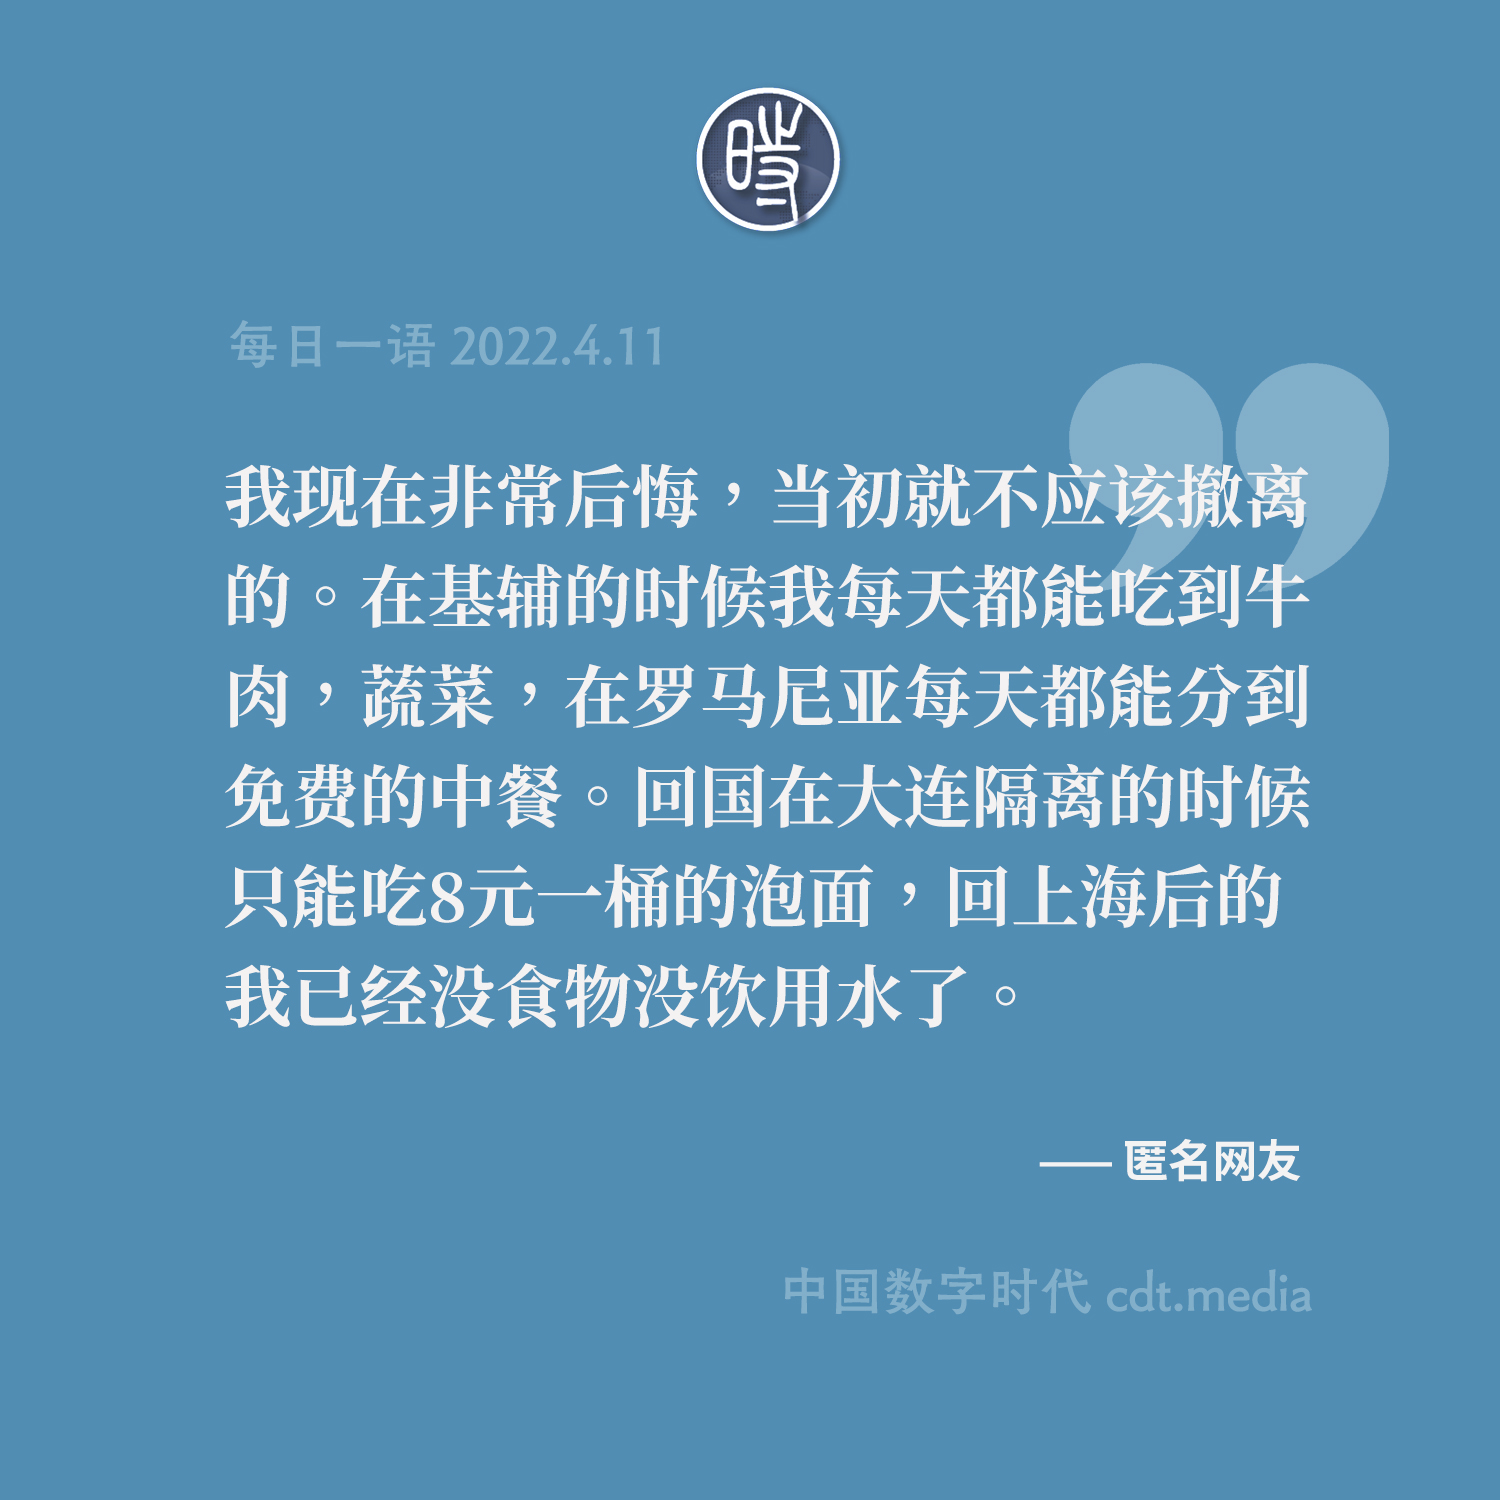 時
每日一语 2022.4.11
我现在非常后悔，当初就不应该撤离
的。在基辅的时候我每天都能吃到牛
肉，蔬菜，在罗马尼亚每天都能分到
免费的中餐。回国在大连隔离的时候
只能吃8元一桶的泡面，回上海后的
我已经没食物没饮用水了。
—— 匿名网友
中国数字时代 cdt.media